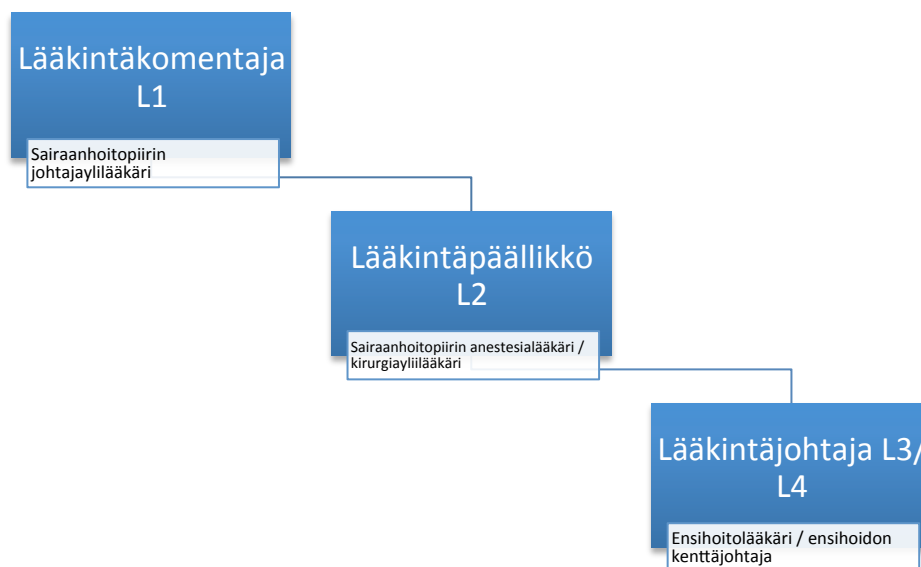 Lääkintäkomentaja
L1
Sairaanhoitopiirin
johtajaylilääkäri
Lääkintäpäällikkö
L2
Sairaanhoitopiirin anestesialääkäri /
kirurgiayliilääkäri
Lääkintäjohtaja L3/
L4
Ensihoitolääkäri / ensihoidon
kenttäjohtaja